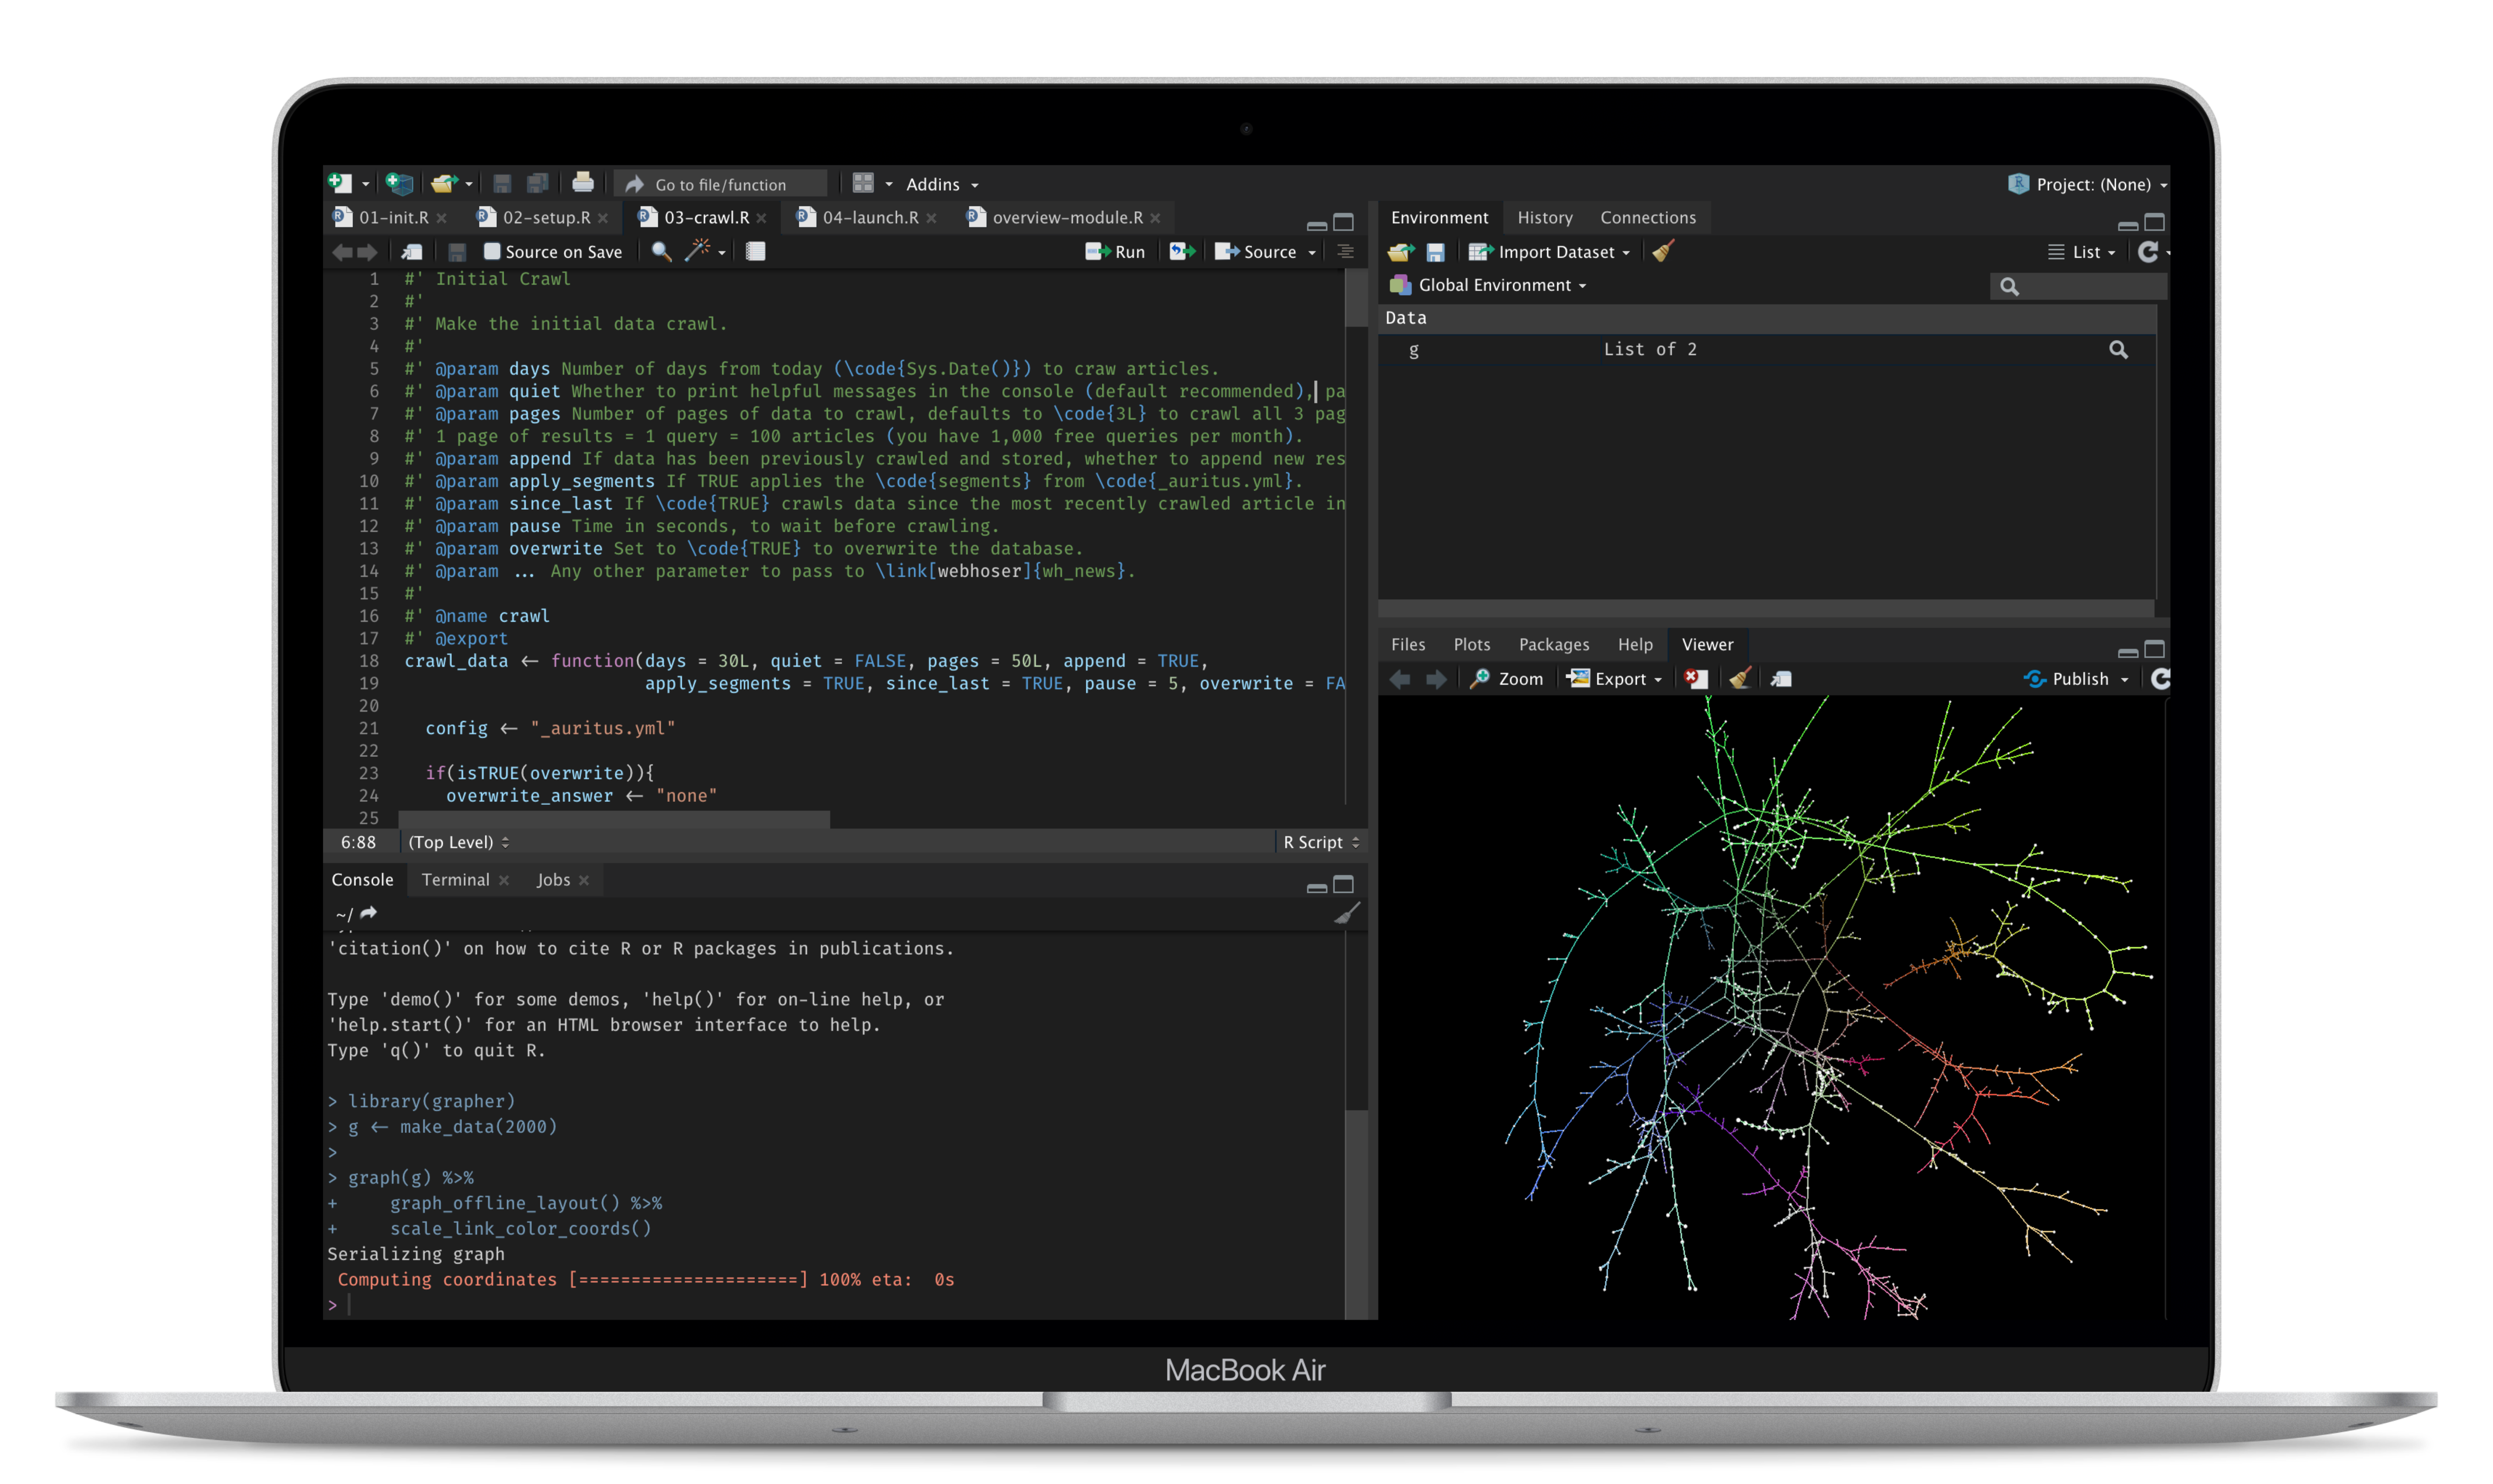 Go to file/function
Addins
Project: (None)
01-init.R
02-setup.R
03-crawl.R
04-launch.R
overview-module.R
Source on Save
Run
Source
1 #' Initial Crawl
2 #'
3 #' Make the initial data crawl.
4 #'
5 #' @param days Number of days from today (\code{Sys.Date()}) to craw articles.
6 #' @param quiet Whether to print helpful messages in the console (default recommended), pa
7 #' @param pages Number of pages of data to crawl, defaults to \code{3L} to crawl all 3 pag
8 #' 1 page of results = 1 query = 100 articles (you have 1,000 free queries per month).
9 #' @param append If data has been previously crawled and stored, whether to append new res
10 #' @param apply_segments If TRUE applies the \code{segments} from \code{_auritus.yml}.
11 #' @param since_last If \code{TRUE} crawls data since the most recently crawled article in
12 #' @param pause Time in seconds, to wait before crawling.
13 #' @param overwrite Set to \code{TRUE} to overwrite the database.
14 #' @param ... Any other parameter to pass to \link[webhoser]{wh_news}.
15 #'
16 #' @name crawl
17 #' @export
18 crawl_data <- function(days = 30L, quiet = FALSE, pages = 50L, append = TRUE,
19 apply_segments = TRUE, since_last = TRUE, pause = 5, overwrite = FA
20
21 config <- "_auritus.yml"
22
23 if(isTRUE(overwrite)){
24 overwrite_answer <- "none"
25
6:88 (Top Level) R Script
Console Terminal Jobs
~/
'citation()' on how to cite R or R packages in publications.
Type 'demo()' for some demos, 'help()' for on-line help, or
'help.start()' for an HTML browser interface to help.
Type 'q()' to quit R.
> library(grapher)
> g <- make_data(2000)
>
> graph(g) %>%
+ graph_offline_layout() %>%
+ scale_link_color_coords()
Serializing graph
Computing coordinates [=====================] 100% eta: 0s
>
Environment History Connections
Import Dataset
List
Global Environment
Data
g List of 2
Files Plots Packages Help Viewer
Zoom Export Publish
MacBook Air